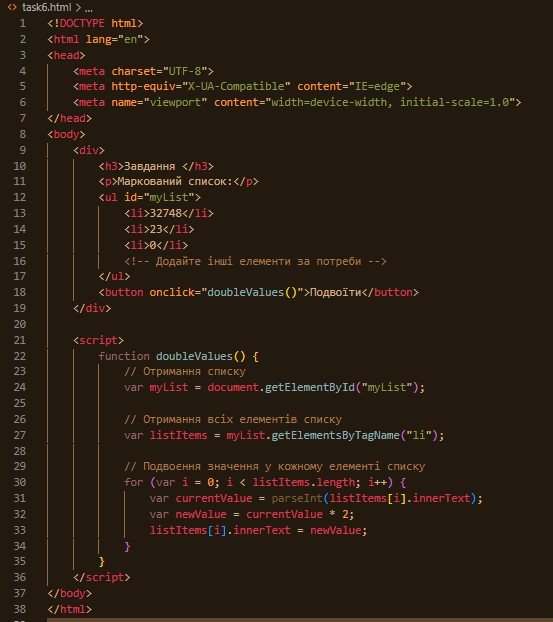 task6.html > ...
1 <!DOCTYPE html>
2 <html lang="en">
3 <head>
4     <meta charset="UTF-8">
5     <meta http-equiv="X-UA-Compatible" content="IE=edge">
6     <meta name="viewport" content="width=device-width, initial-scale=1.0">
7 </head>
8 <body>
9     <div>
10         <h3>Завдання </h3>
11         <p>Маркований список:</p>
12         <ul id="myList">
13             <li>32748</li>
14             <li>23</li>
15             <li>0</li>
16             <!-- Додайте інші елементи за потреби -->
17         </ul>
18         <button onclick="doubleValues()">Подвоїти</button>
19     </div>
20
21     <script>
22         function doubleValues() {
23             // Отримання списку
24             var myList = document.getElementById("myList");
25
26             // Отримання всіх елементів списку
27             var listItems = myList.getElementsByTagName("li");
28
29             // Подвоєння значення у кожному елементі списку
30             for (var i = 0; i < listItems.length; i++) {
31                 var currentValue = parseInt(listItems[i].innerText);
32                 var newValue = currentValue * 2;
33                 listItems[i].innerText = newValue;
34             }
35         }
36     </script>
37 </body>
38 </html>